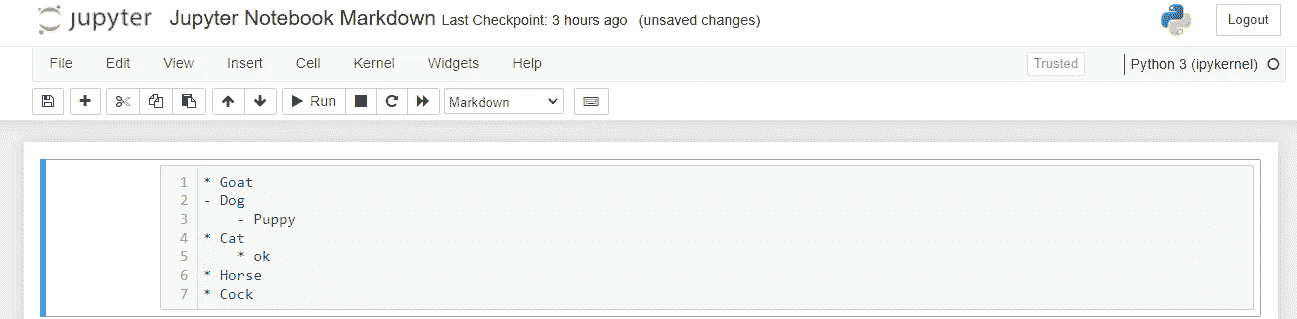 jupyter Jupyter Notebook Markdown Last Checkpoint: 3 hours ago (unsaved changes) Logout
File Edit View Insert Cell Kernel Widgets Help Trusted Python 3 (ipykernel)
Run Markdown
1 * Goat
2 - Dog
3     - Puppy
4 * Cat
5     * ok
6 * Horse
7 * Cock